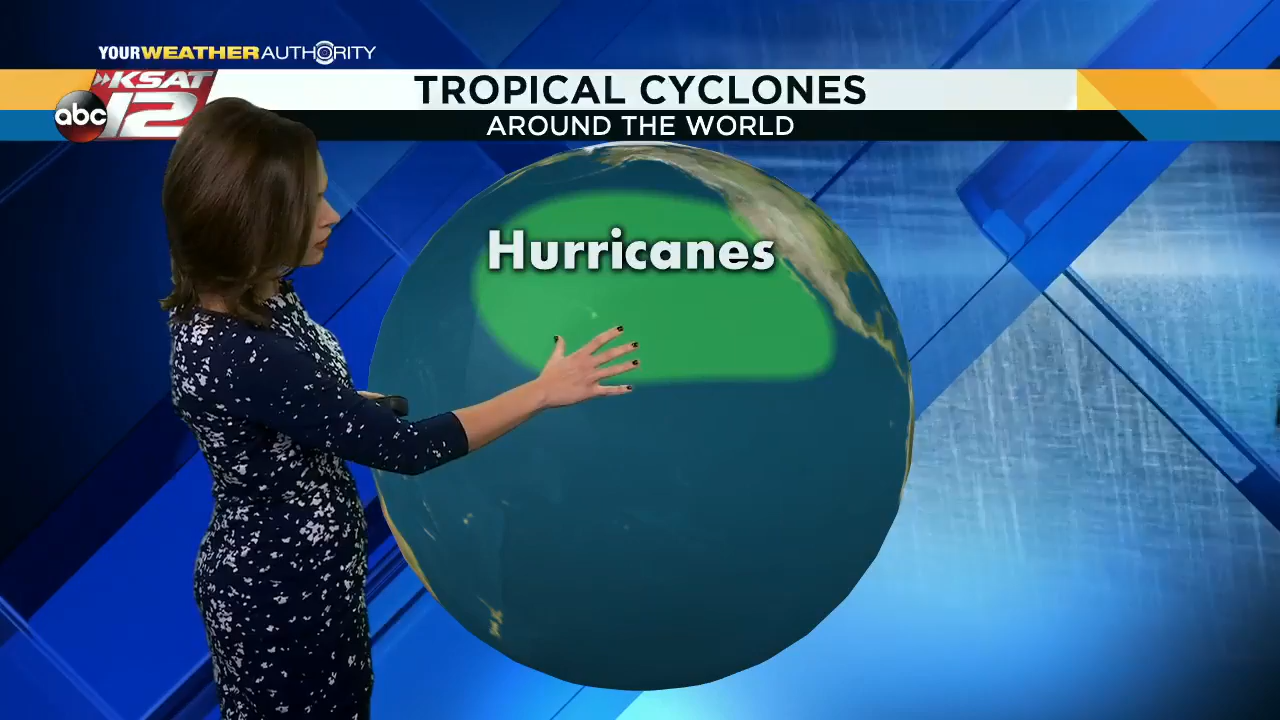 YOURWEATHERAUTHORITY
KSAT
abc 12
TROPICAL CYCLONES
AROUND THE WORLD
Hurricanes